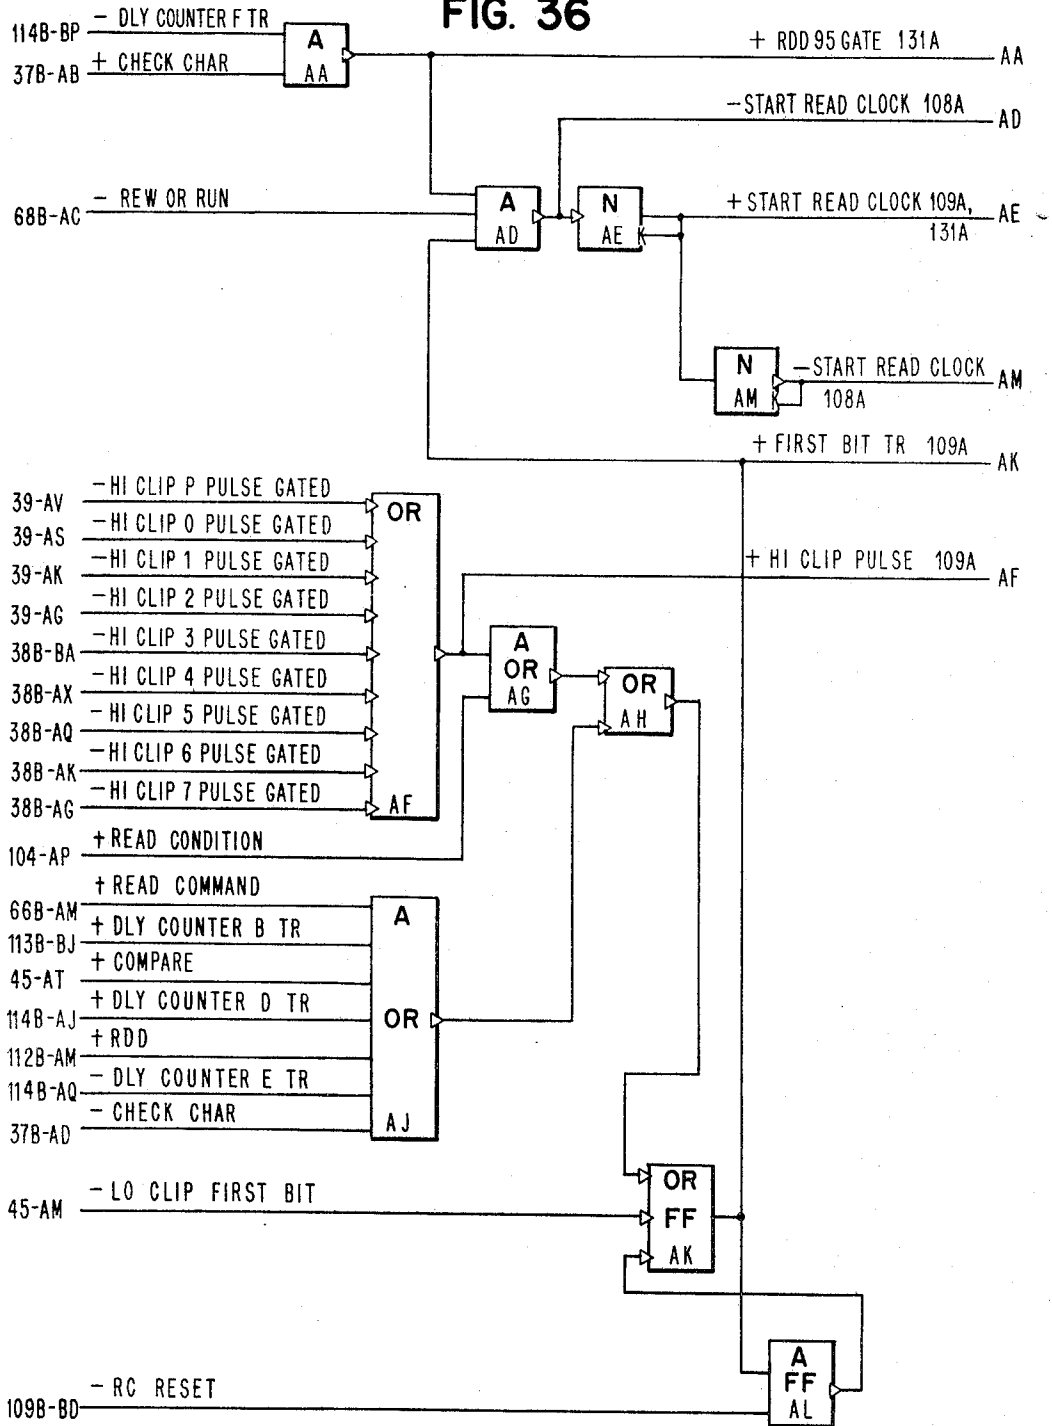 FIG. 36
114B-BP - DLY COUNTER F TR
37B-AB + CHECK CHAR
A
AA
+ RDD 95 GATE 131A AA
- START READ CLOCK 108A AD
68B-AC - REW OR RUN
A
AD
N
AE
+ START READ CLOCK 109A, AE
131A
N
AM
- START READ CLOCK AM
108A
+ FIRST BIT TR 109A AK
39-AV - HI CLIP P PULSE GATED
39-AS - HI CLIP 0 PULSE GATED
39-AK - HI CLIP 1 PULSE GATED
39-AG - HI CLIP 2 PULSE GATED
38B-BA - HI CLIP 3 PULSE GATED
38B-AX - HI CLIP 4 PULSE GATED
38B-AQ - HI CLIP 5 PULSE GATED
38B-AK - HI CLIP 6 PULSE GATED
38B-AG - HI CLIP 7 PULSE GATED
OR
AF
+ HI CLIP PULSE 109A AF
A
OR
AG
OR
AH
104-AP + READ CONDITION
66B-AM + READ COMMAND
113B-BJ + DLY COUNTER B TR
45-AT + COMPARE
114B-AJ + DLY COUNTER D TR
112B-AM + RDD
114B-AQ - DLY COUNTER E TR
37B-AD - CHECK CHAR
A
OR
AJ
45-AM - LO CLIP FIRST BIT
OR
FF
AK
109B-BD - RC RESET
A
FF
AL